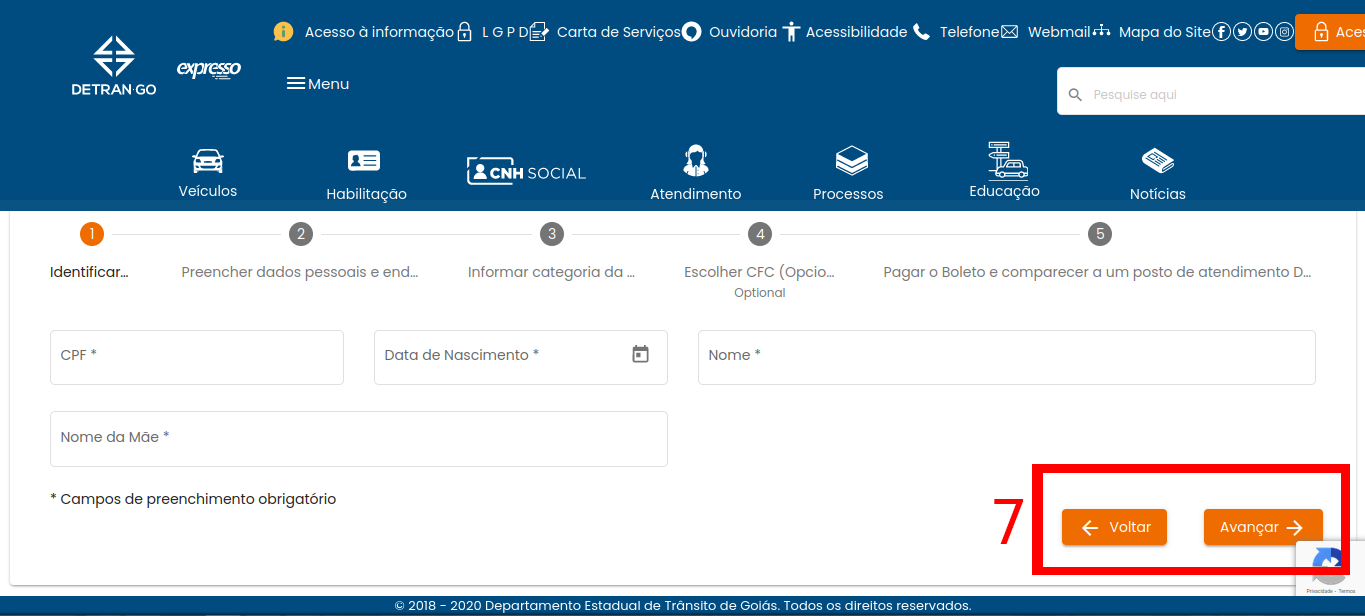 Acesso à informação L G P D Carta de Serviços Ouvidoria Acessibilidade Telefone Webmail Mapa do Site Aces
DETRAN·GO
expresso
Menu
Pesquise aqui
Veículos Habilitação CNH SOCIAL Atendimento Processos Educação Notícias
1 2 3 4 5
Identificar... Preencher dados pessoais e end... Informar categoria da ... Escolher CFC (Opcio... Pagar o Boleto e comparecer a um posto de atendimento D...
Optional
CPF * Data de Nascimento * Nome *
Nome da Mãe *
* Campos de preenchimento obrigatório
7
Voltar Avançar
Privacidade - Termos
© 2018 - 2020 Departamento Estadual de Trânsito de Goiás. Todos os direitos reservados.